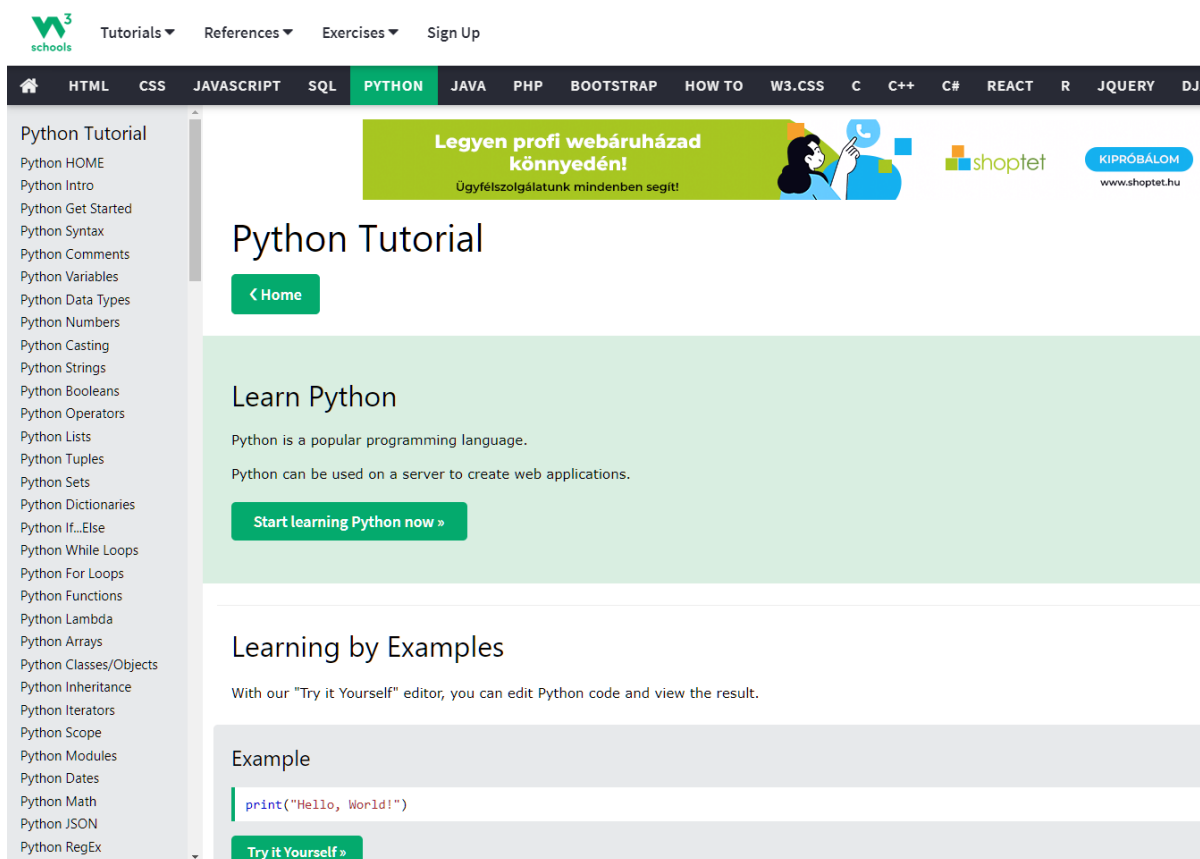 3
schools
Tutorials References Exercises Sign Up
HTML CSS JAVASCRIPT SQL PYTHON JAVA PHP BOOTSTRAP HOW TO W3.CSS C C++ C# REACT R JQUERY DJ
Python Tutorial
Python HOME
Python Intro
Python Get Started
Python Syntax
Python Comments
Python Variables
Python Data Types
Python Numbers
Python Casting
Python Strings
Python Booleans
Python Operators
Python Lists
Python Tuples
Python Sets
Python Dictionaries
Python If...Else
Python While Loops
Python For Loops
Python Functions
Python Lambda
Python Arrays
Python Classes/Objects
Python Inheritance
Python Iterators
Python Scope
Python Modules
Python Dates
Python Math
Python JSON
Python RegEx
Legyen profi webáruházad
könnyedén!
Ügyfélszolgálatunk mindenben segít!
shoptet
KIPRÓBÁLOM
www.shoptet.hu
Python Tutorial
❮ Home
Learn Python
Python is a popular programming language.
Python can be used on a server to create web applications.
Start learning Python now »
Learning by Examples
With our "Try it Yourself" editor, you can edit Python code and view the result.
Example
print("Hello, World!")
Try it Yourself »